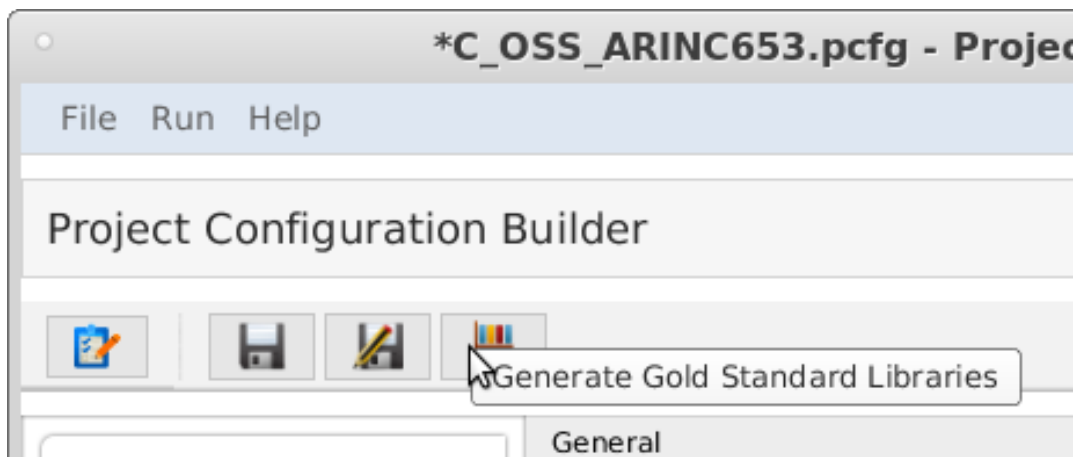 *C_OSS_ARINC653.pcfg - Projec
File Run Help
Project Configuration Builder
Generate Gold Standard Libraries
General